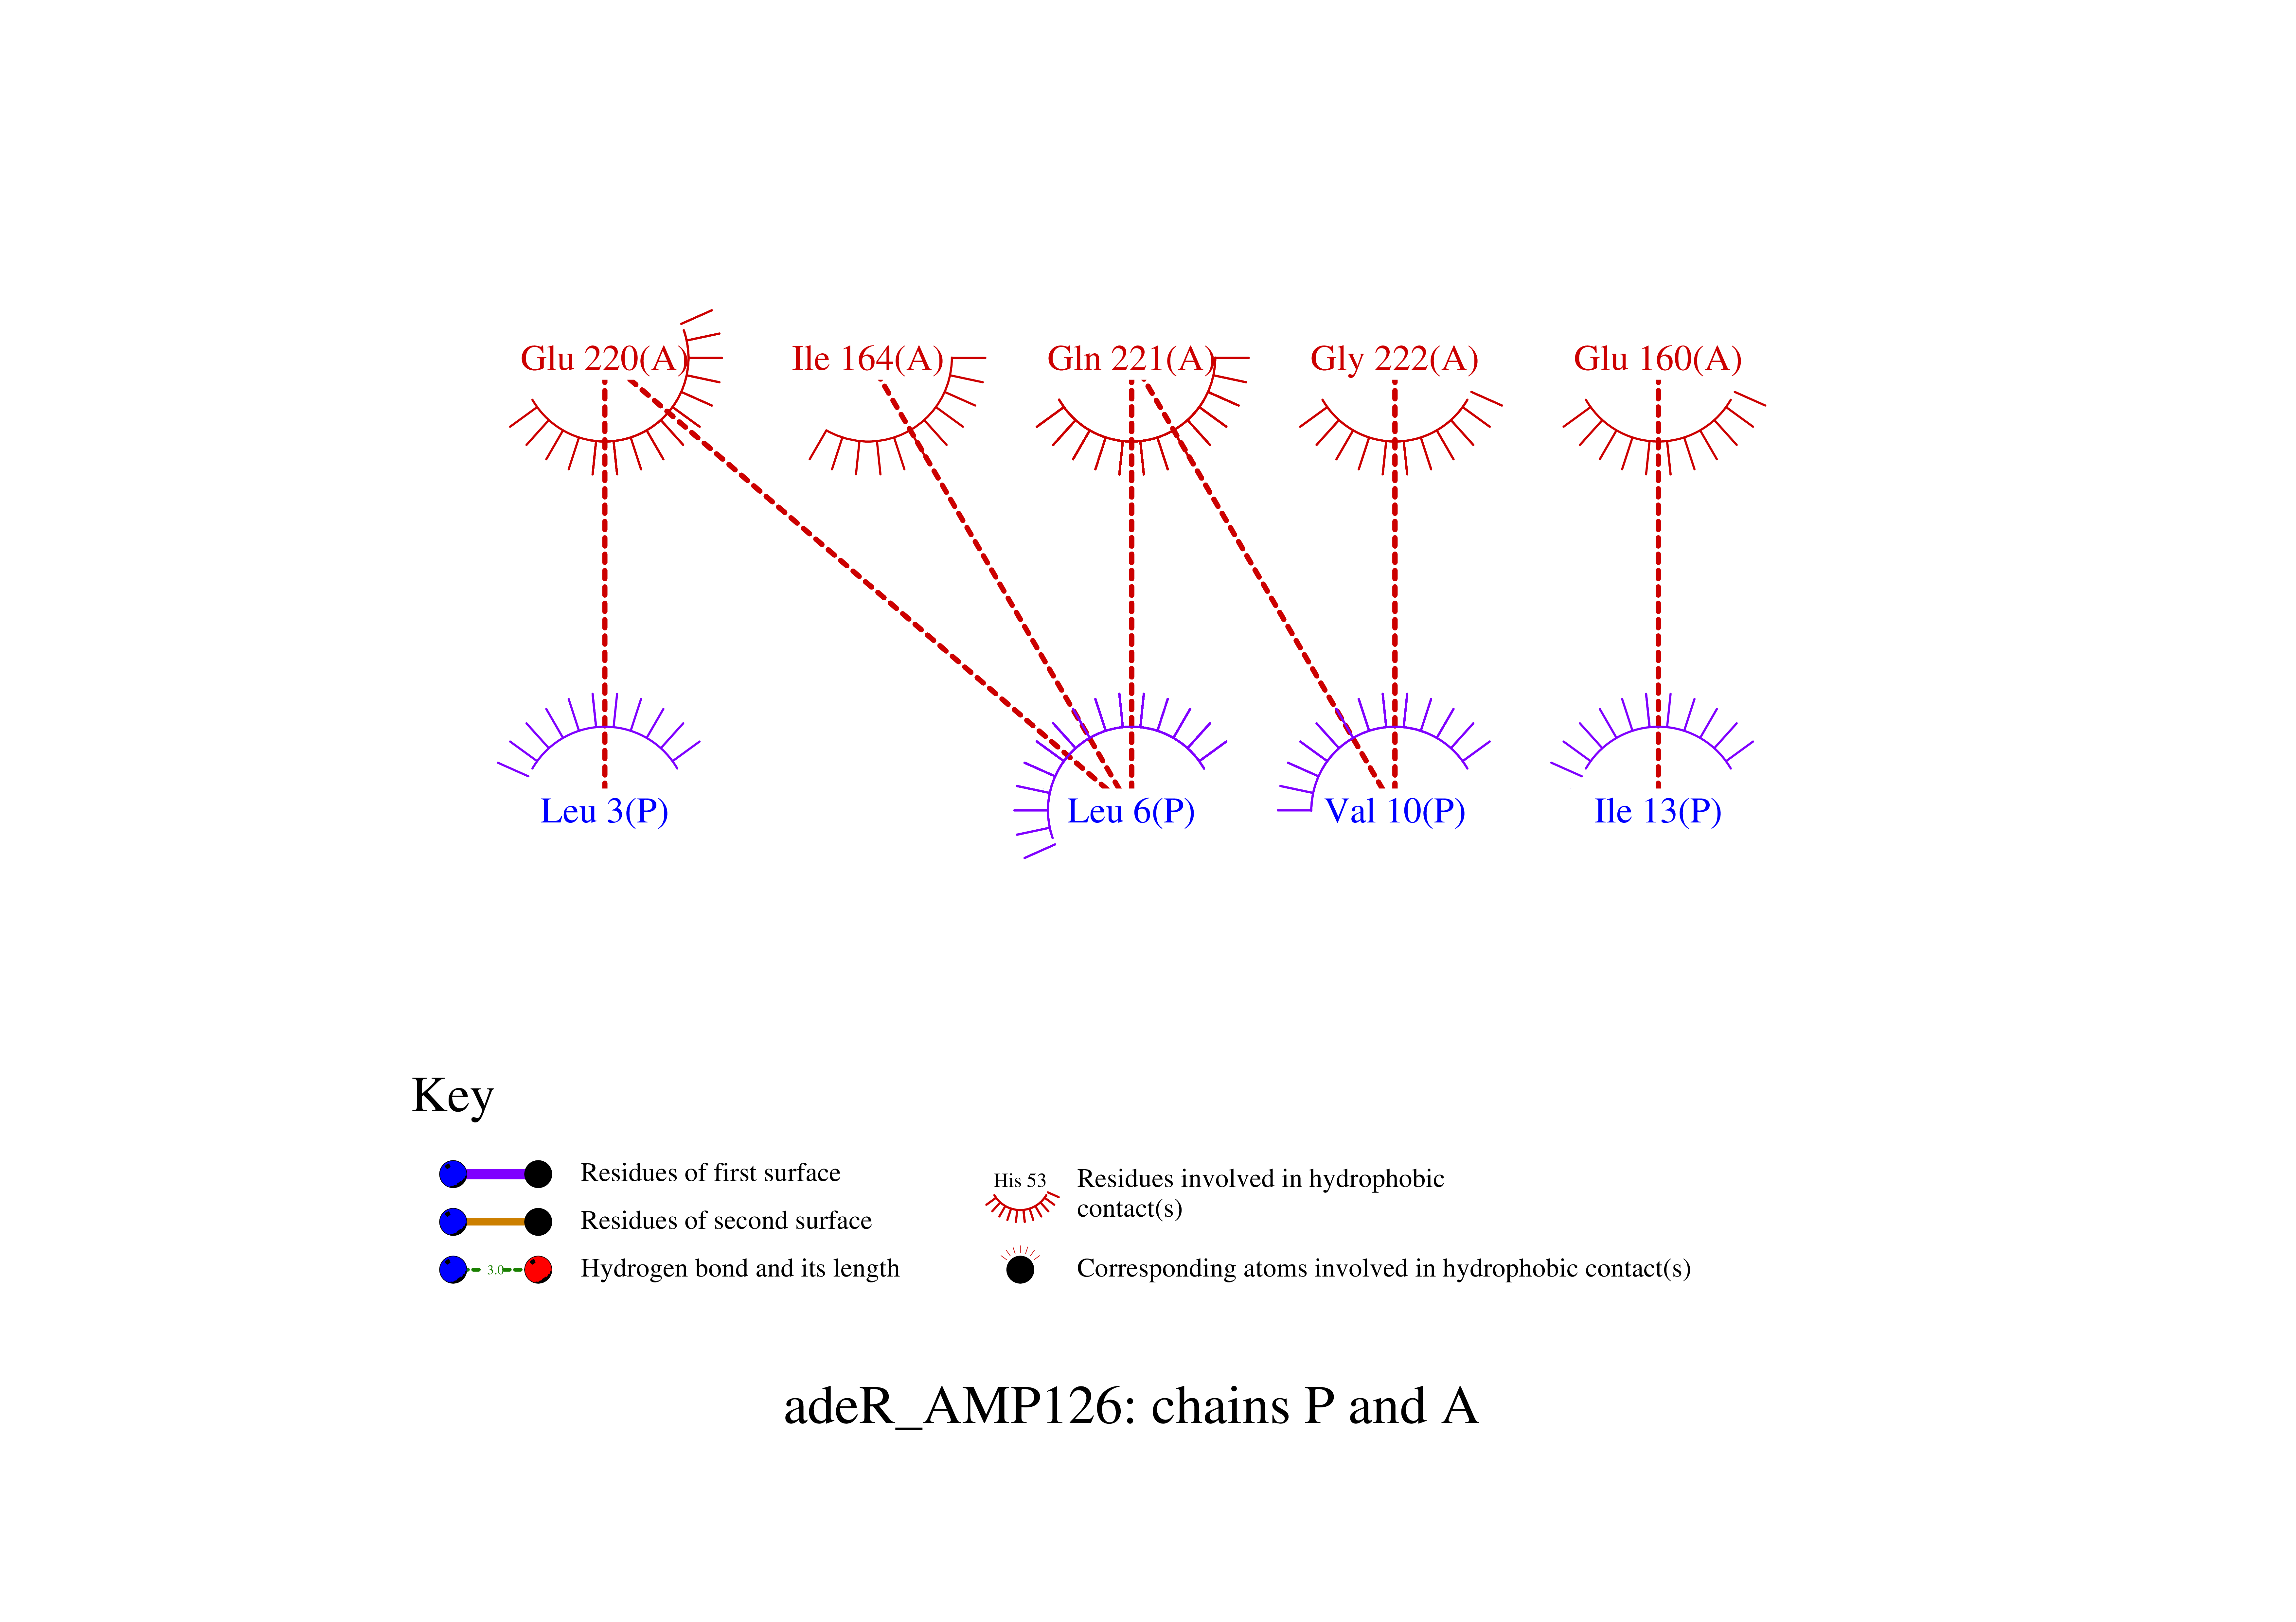 Glu 220(A) Ile 164(A) Gln 221(A) Gly 222(A) Glu 160(A)
Leu 3(P) Leu 6(P) Val 10(P) Ile 13(P)
Key
Residues of first surface
Residues of second surface
3.0 Hydrogen bond and its length
His 53 Residues involved in hydrophobic
contact(s)
Corresponding atoms involved in hydrophobic contact(s)
adeR_AMP126: chains P and A